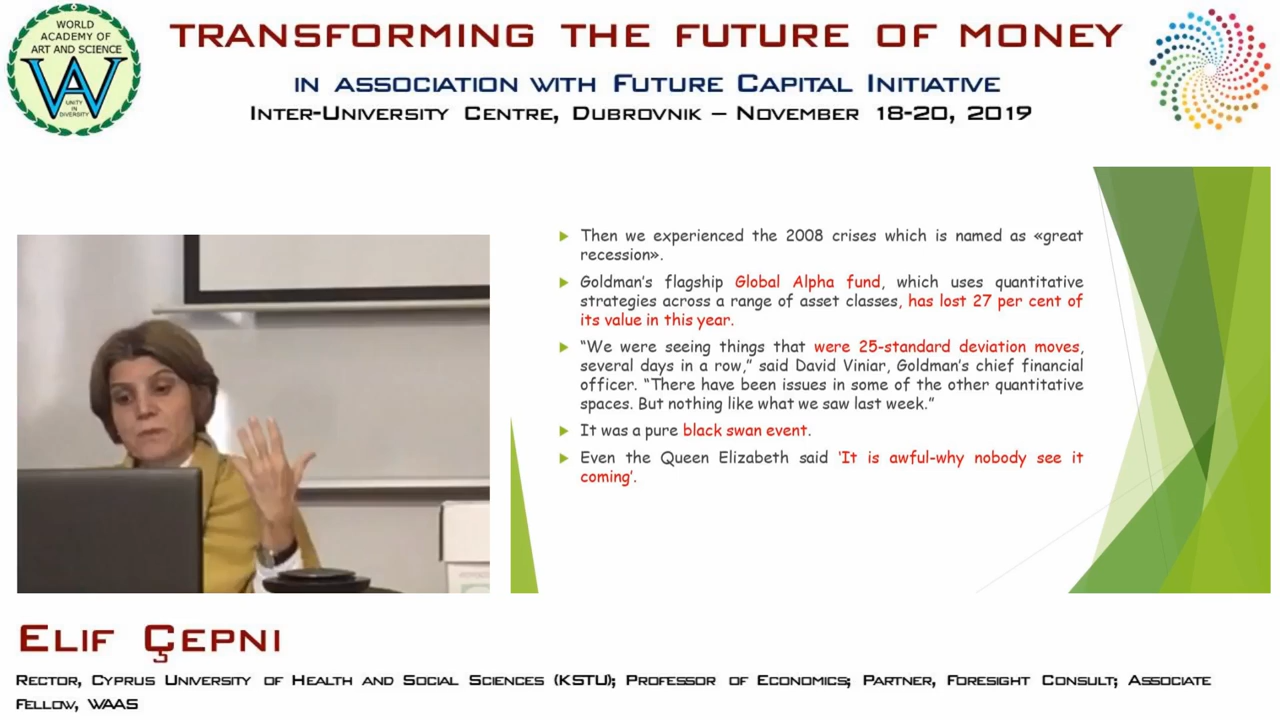 WORLD
ACADEMY OF
ART AND SCIENCE
UNITY
IN
DIVERSITY
TRANSFORMING THE FUTURE OF MONEY
IN ASSOCIATION WITH FUTURE CAPITAL INITIATIVE
INTER-UNIVERSITY CENTRE, DUBROVNIK – NOVEMBER 18-20, 2019
Then we experienced the 2008 crises which is named as «great
recession».
Goldman's flagship Global Alpha fund, which uses quantitative
strategies across a range of asset classes, has lost 27 per cent of
its value in this year.
“We were seeing things that were 25-standard deviation moves,
several days in a row,” said David Viniar, Goldman's chief financial
officer. “There have been issues in some of the other quantitative
spaces. But nothing like what we saw last week.”
It was a pure black swan event.
Even the Queen Elizabeth said ‘It is awful-why nobody see it
coming’.
ELIF ÇEPNI
RECTOR, CYPRUS UNIVERSITY OF HEALTH AND SOCIAL SCIENCES (KSTU); PROFESSOR OF ECONOMICS; PARTNER, FORESIGHT CONSULT; ASSOCIATE
FELLOW, WAAS